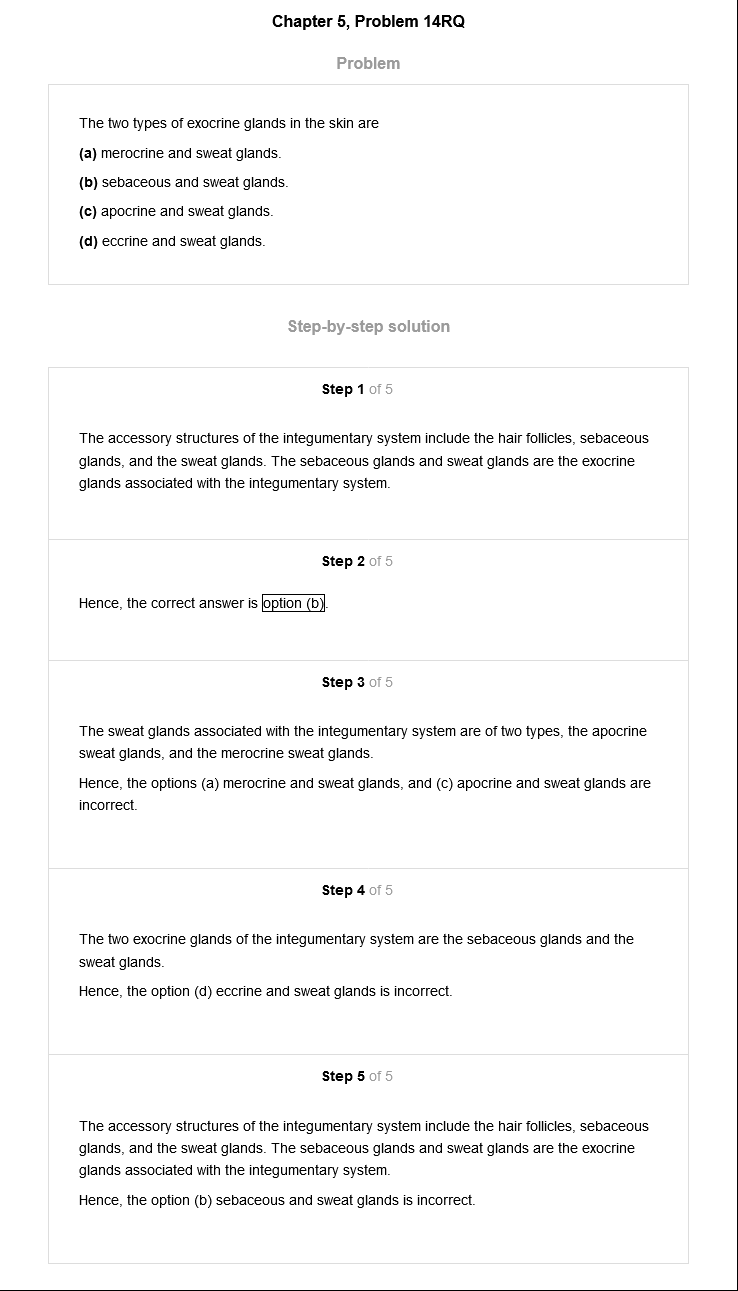 Chapter 5, Problem 14RQ
Problem
The two types of exocrine glands in the skin are
(a) merocrine and sweat glands.
(b) sebaceous and sweat glands.
(c) apocrine and sweat glands.
(d) eccrine and sweat glands.
Step-by-step solution
Step 1 of 5
The accessory structures of the integumentary system include the hair follicles, sebaceous
glands, and the sweat glands. The sebaceous glands and sweat glands are the exocrine
glands associated with the integumentary system.
Step 2 of 5
Hence, the correct answer is option (b).
Step 3 of 5
The sweat glands associated with the integumentary system are of two types, the apocrine
sweat glands, and the merocrine sweat glands.
Hence, the options (a) merocrine and sweat glands, and (c) apocrine and sweat glands are
incorrect.
Step 4 of 5
The two exocrine glands of the integumentary system are the sebaceous glands and the
sweat glands.
Hence, the option (d) eccrine and sweat glands is incorrect.
Step 5 of 5
The accessory structures of the integumentary system include the hair follicles, sebaceous
glands, and the sweat glands. The sebaceous glands and sweat glands are the exocrine
glands associated with the integumentary system.
Hence, the option (b) sebaceous and sweat glands is incorrect.